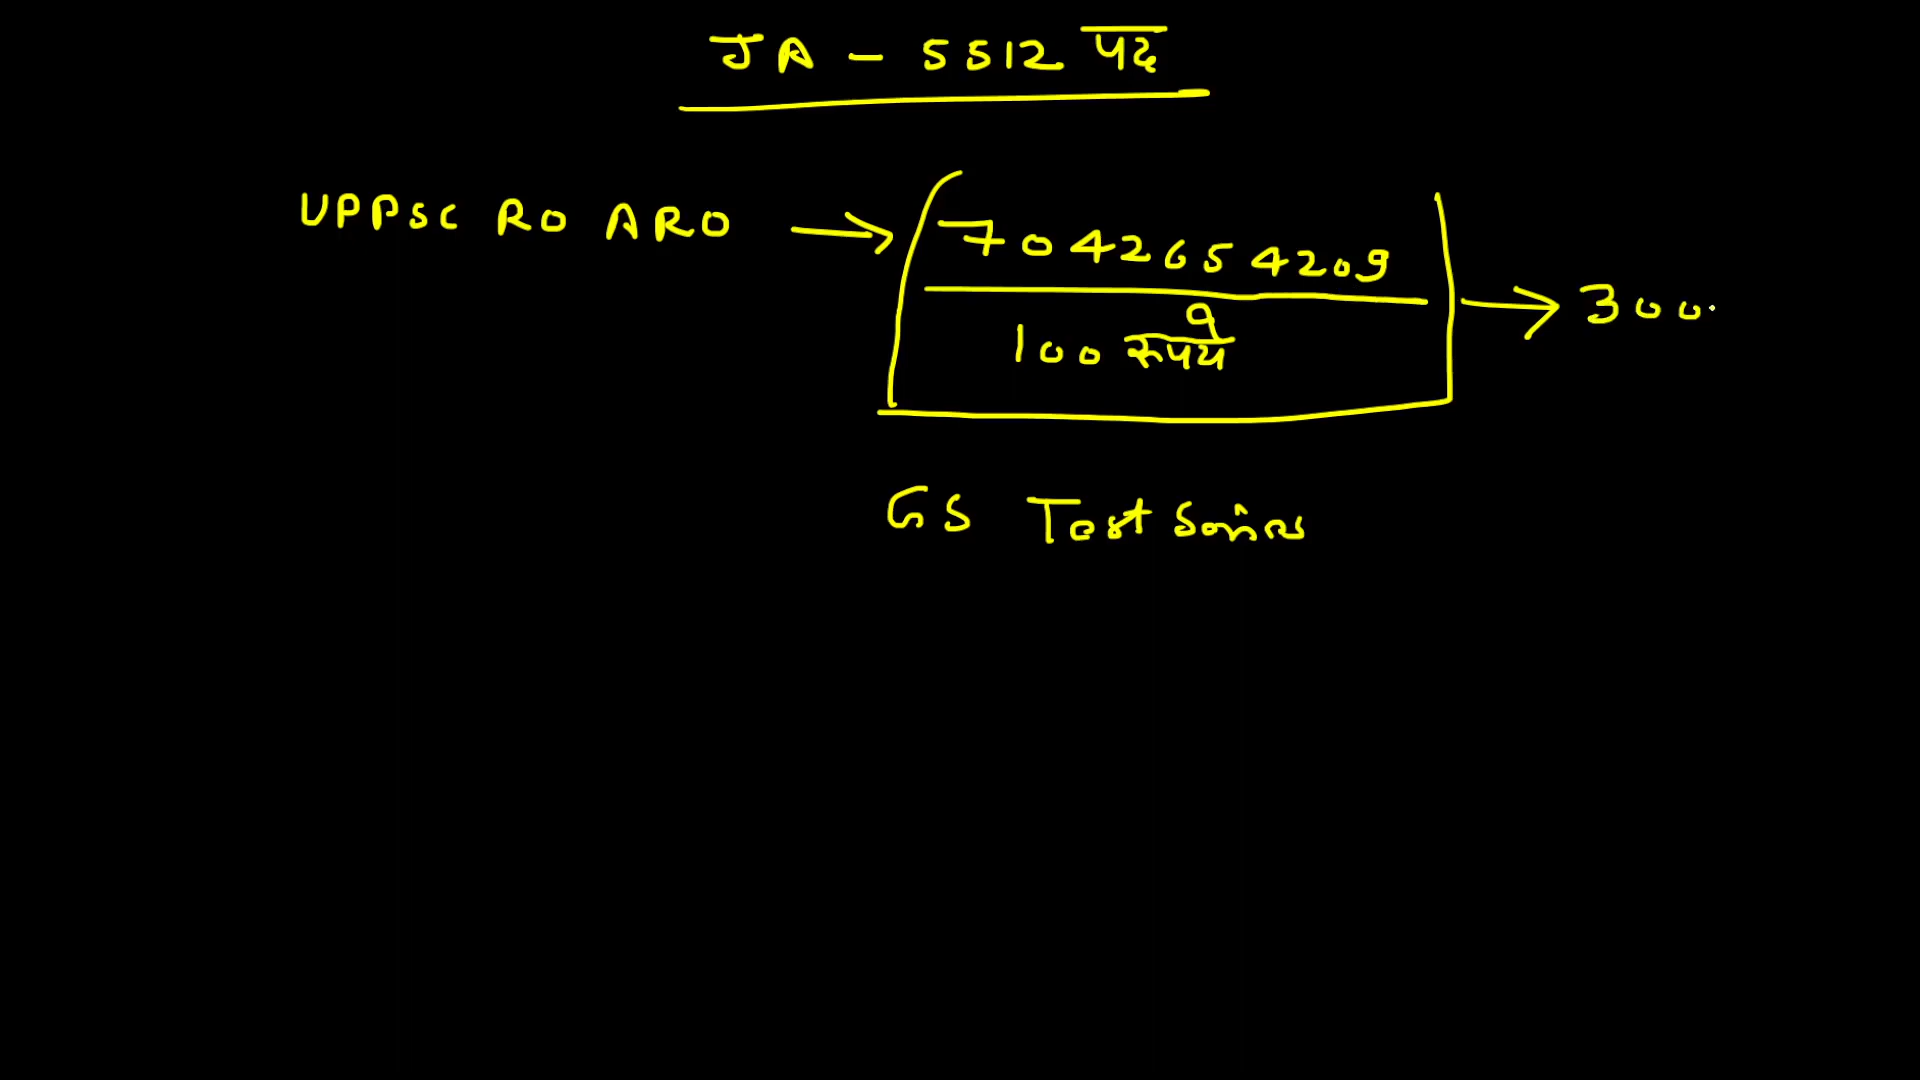 JA - 5512 पद
UPPSC RO ARO → 7042654209 → 300.
100 रुपये
GS Test Series